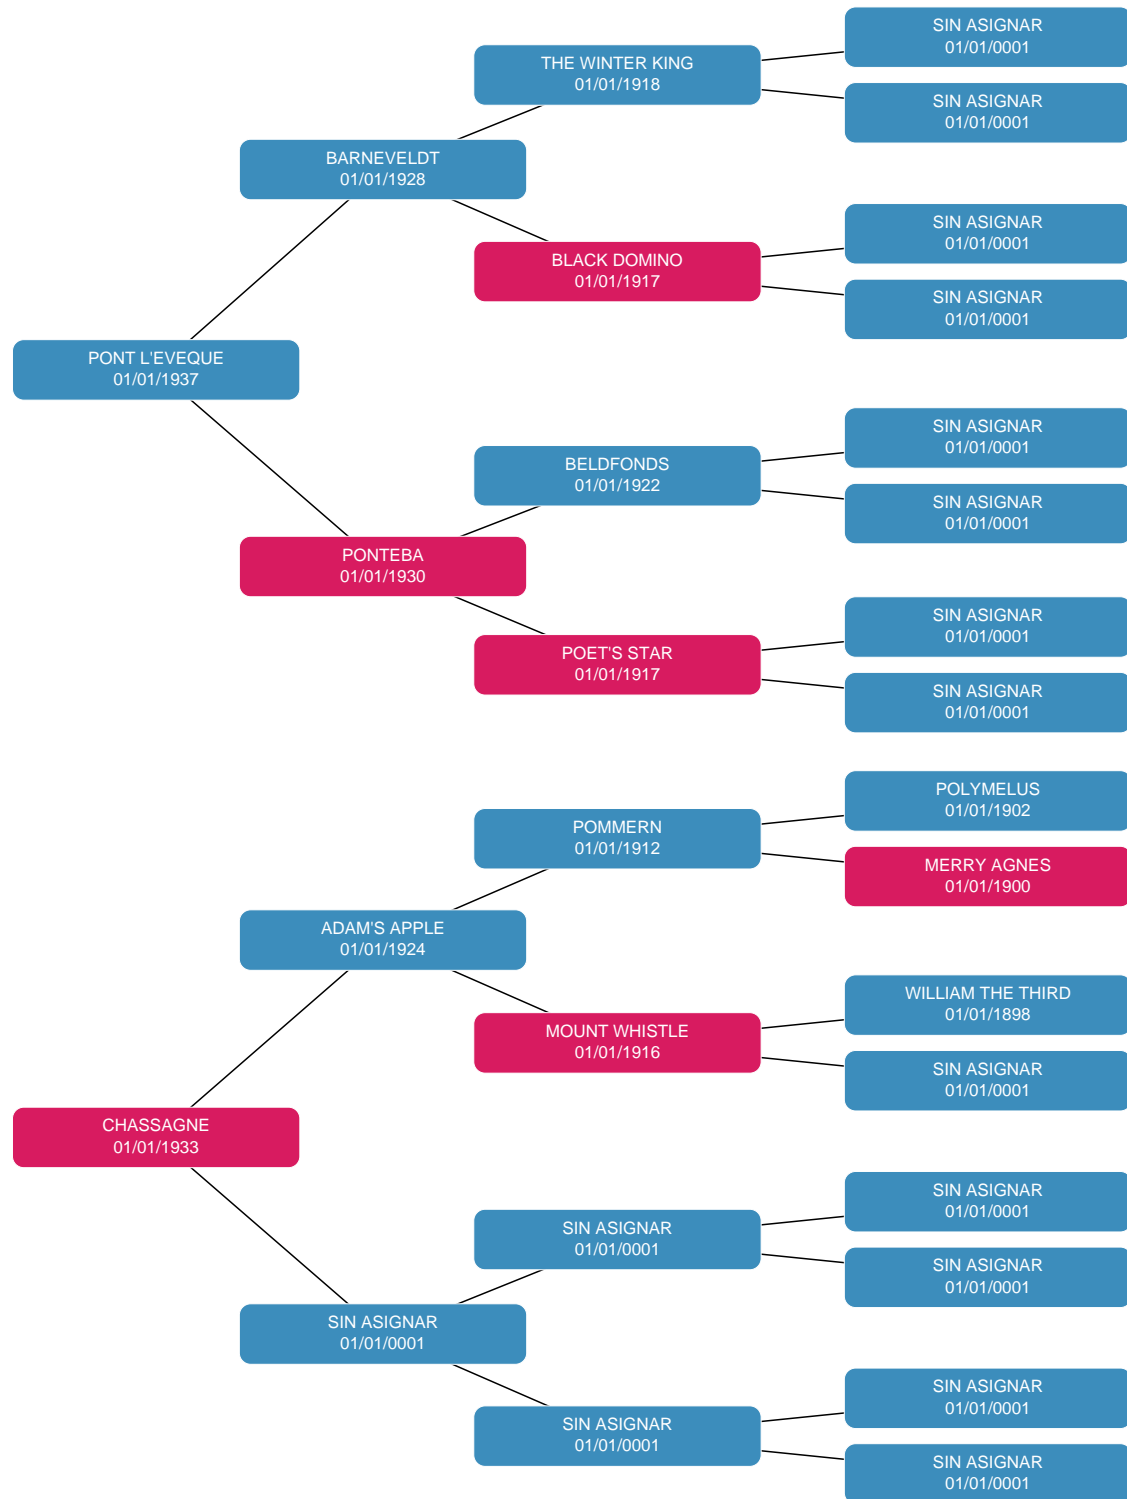 SIN ASIGNAR
01/01/0001
THE WINTER KING
01/01/1918
SIN ASIGNAR
01/01/0001
BARNEVELDT
01/01/1928
SIN ASIGNAR
01/01/0001
BLACK DOMINO
01/01/1917
SIN ASIGNAR
01/01/0001
PONT L'EVEQUE
01/01/1937
SIN ASIGNAR
01/01/0001
BELDFONDS
01/01/1922
SIN ASIGNAR
01/01/0001
PONTEBA
01/01/1930
SIN ASIGNAR
01/01/0001
POET'S STAR
01/01/1917
SIN ASIGNAR
01/01/0001
POLYMELUS
01/01/1902
POMMERN
01/01/1912
MERRY AGNES
01/01/1900
ADAM'S APPLE
01/01/1924
WILLIAM THE THIRD
01/01/1898
MOUNT WHISTLE
01/01/1916
SIN ASIGNAR
01/01/0001
CHASSAGNE
01/01/1933
SIN ASIGNAR
01/01/0001
SIN ASIGNAR
01/01/0001
SIN ASIGNAR
01/01/0001
SIN ASIGNAR
01/01/0001
SIN ASIGNAR
01/01/0001
SIN ASIGNAR
01/01/0001
SIN ASIGNAR
01/01/0001